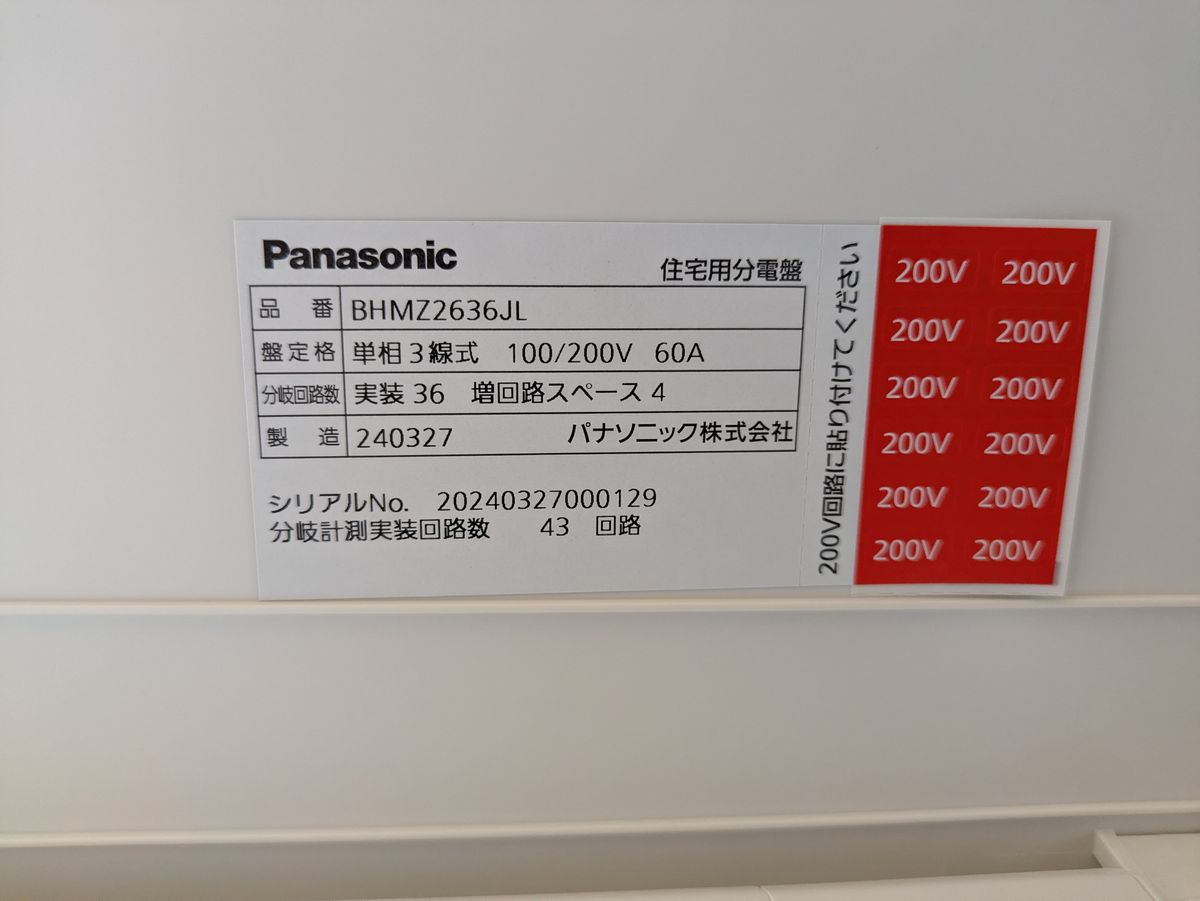 Panasonic
住宅用分電盤
品番 BHMZ2636JL
盤定格 単相3線式 100/200V 60A
分岐回路数 実装 36 増回路スペース 4
製造 240327 パナソニック株式会社
シリアルNo. 20240327000129
分岐計測実装回路数 43 回路
200V回路に貼り付けてください
200V 200V
200V 200V
200V 200V
200V 200V
200V 200V
200V 200V